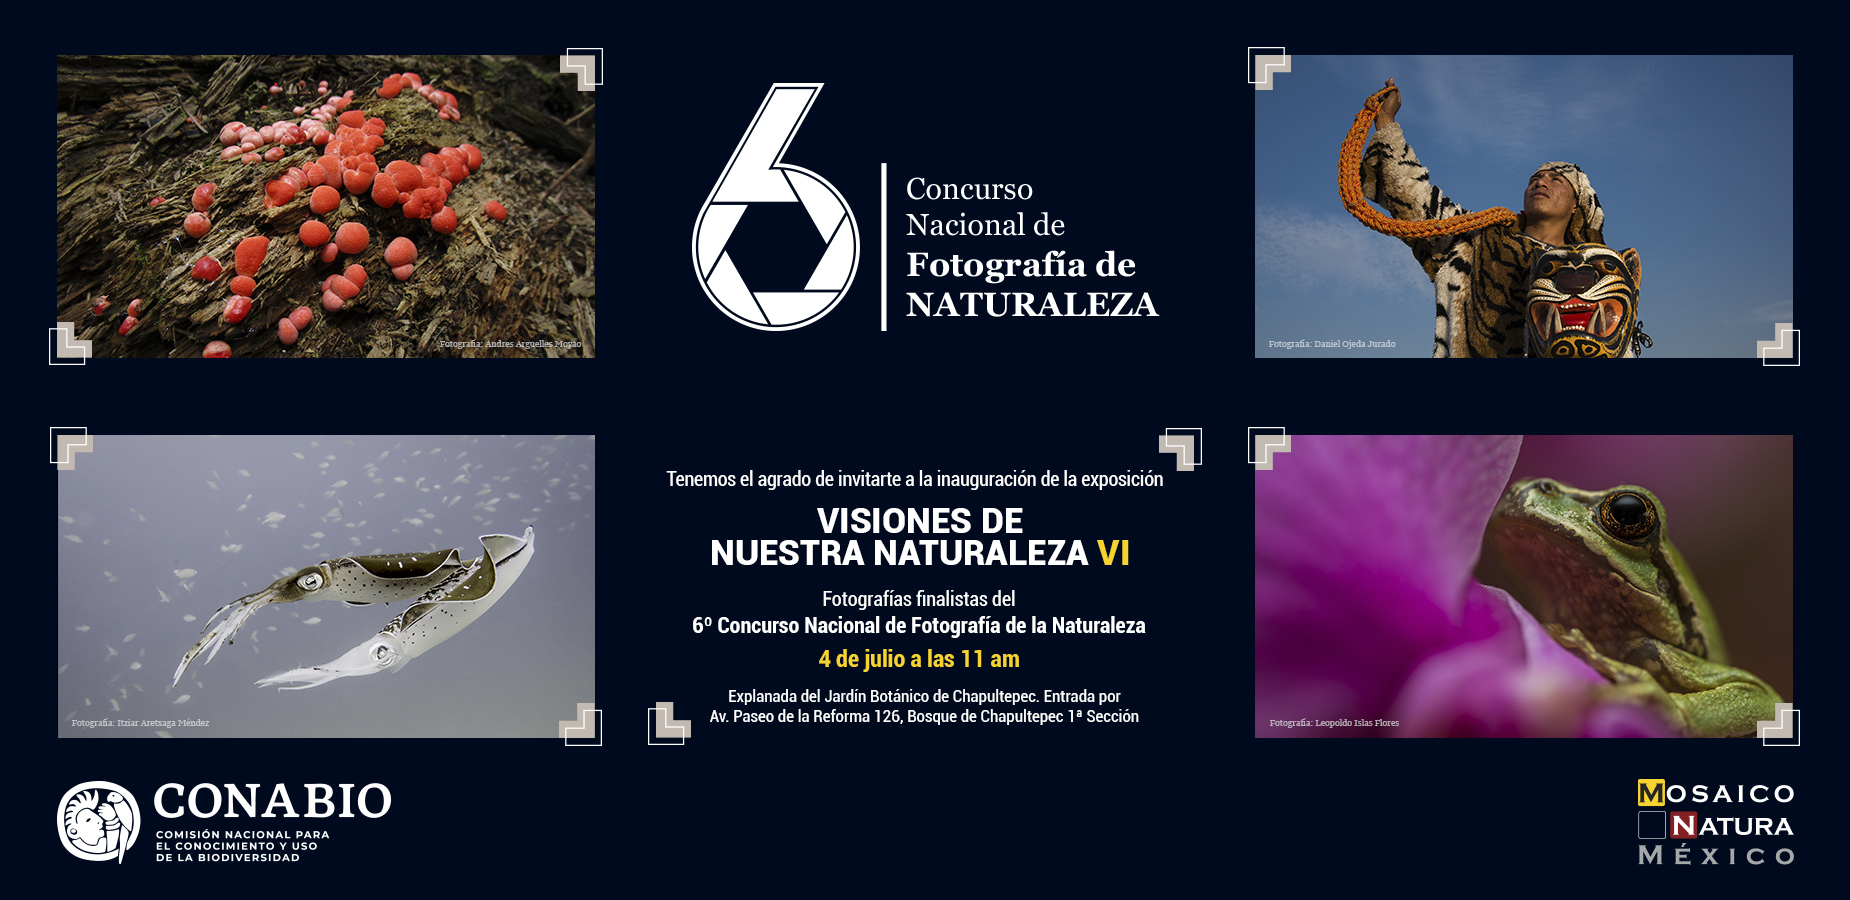 6
Concurso
Nacional de
Fotografía de
NATURALEZA
Fotografía: Andres Arguelles Moyao
Fotografía: Daniel Ojeda Jurado
Tenemos el agrado de invitarte a la inauguración de la exposición
VISIONES DE
NUESTRA NATURALEZA VI
Fotografías finalistas del
6º Concurso Nacional de Fotografía de la Naturaleza
4 de julio a las 11 am
Explanada del Jardín Botánico de Chapultepec. Entrada por
Av. Paseo de la Reforma 126, Bosque de Chapultepec 1ª Sección
Fotografía: Itziar Aretxaga Méndez
Fotografía: Leopoldo Islas Flores
CONABIO
COMISIÓN NACIONAL PARA
EL CONOCIMIENTO Y USO
DE LA BIODIVERSIDAD
MOSAICO
NATURA
MÉXICO